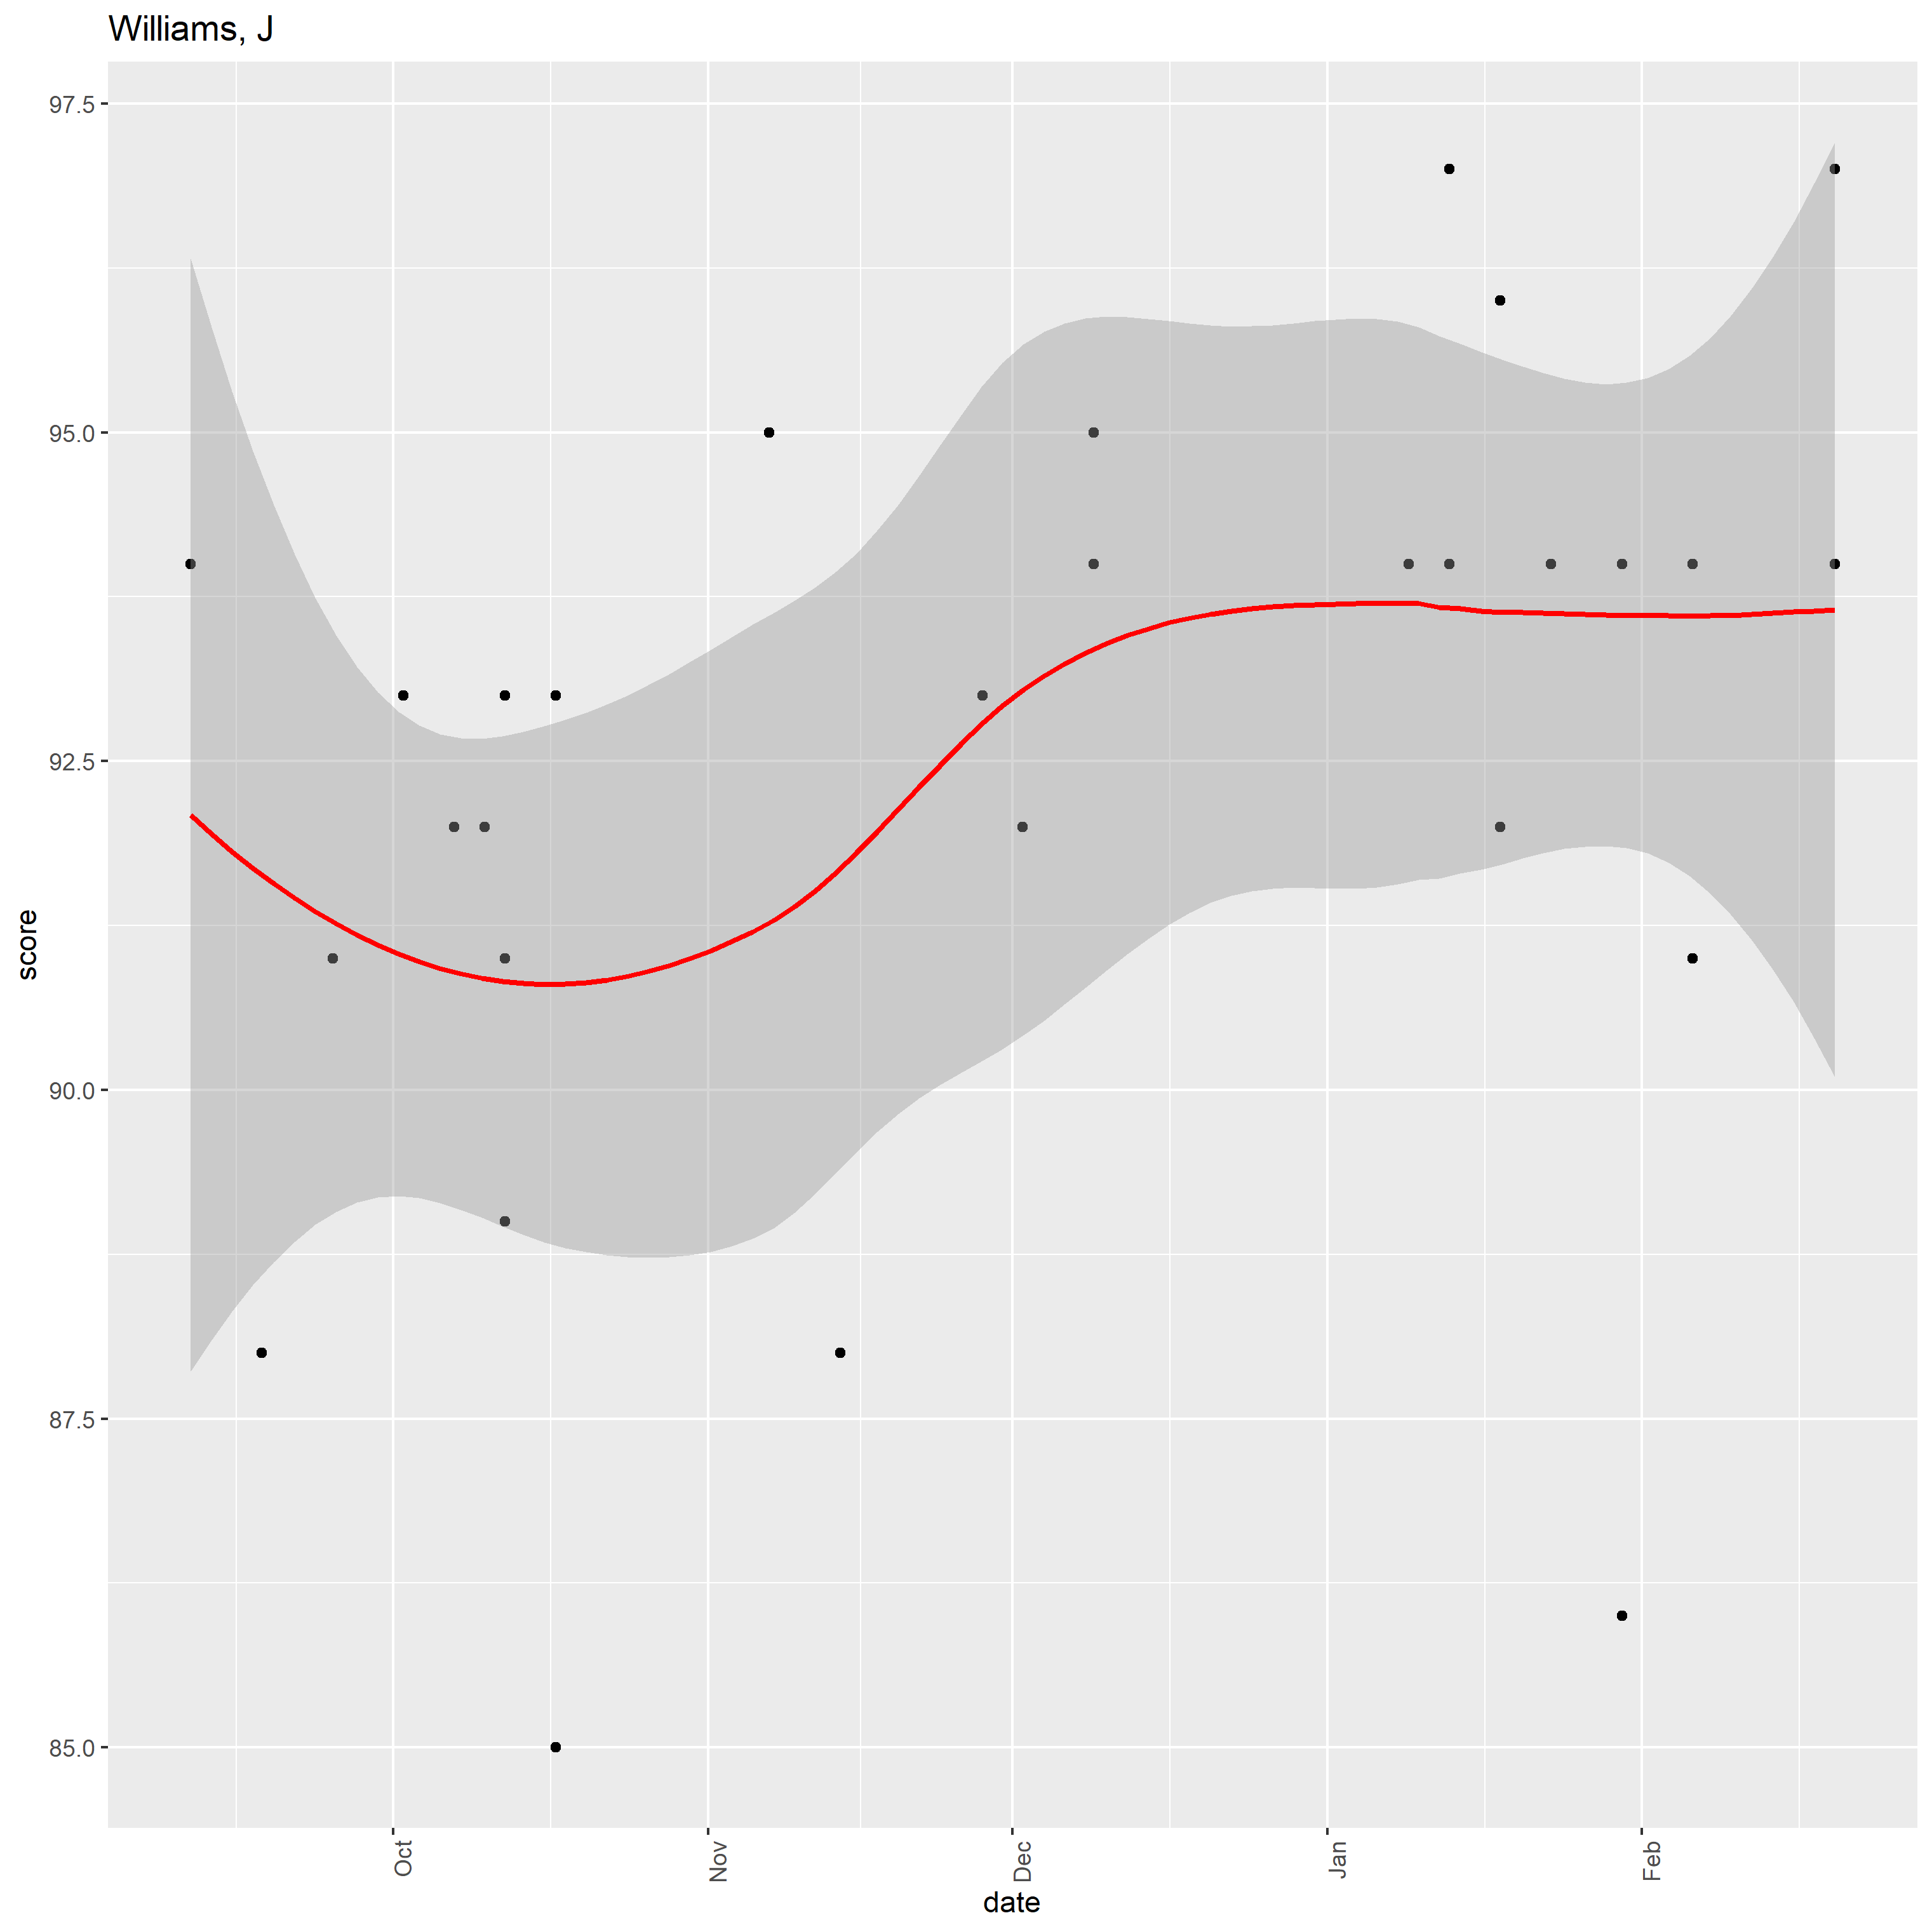 Williams, J
97.5
95.0
92.5
90.0
87.5
85.0
score
Oct
Nov
Dec
Jan
Feb
date